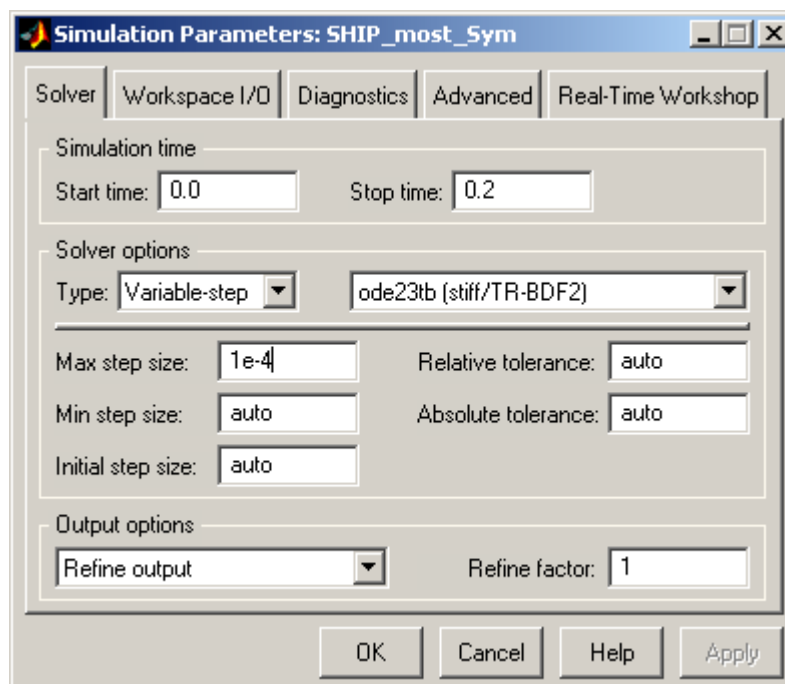 Simulation Parameters: SHIP_most_Sym
Solver Workspace I/O Diagnostics Advanced Real-Time Workshop
Simulation time
Start time: 0.0 Stop time: 0.2
Solver options
Type: Variable-step ode23tb (stiff/TR-BDF2)
Max step size: 1e-4 Relative tolerance: auto
Min step size: auto Absolute tolerance: auto
Initial step size: auto
Output options
Refine output Refine factor: 1
OK Cancel Help Apply